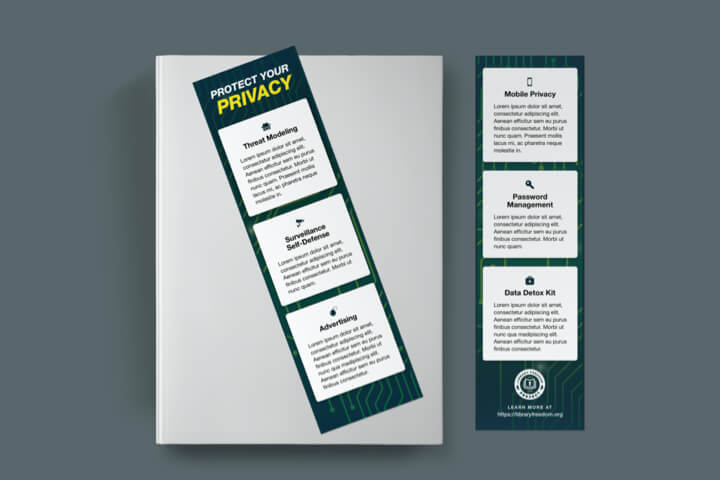 PROTECT YOUR
PRIVACY
Threat Modeling
Lorem ipsum dolor sit amet,
consectetur adipiscing elit.
Aenean efficitur sem eu purus
finibus consectetur. Morbi ut
nunc quam. Praesent mollis
lacus mi, ac pharetra neque
molestie in.
Surveillance
Self-Defense
Lorem ipsum dolor sit amet,
consectetur adipiscing elit.
Aenean efficitur sem eu purus
finibus consectetur. Morbi ut
nunc quam.
Advertising
Lorem ipsum dolor sit amet,
consectetur adipiscing elit.
Aenean efficitur sem eu purus
finibus consectetur. Morbi ut
nunc qua madipiscing elit.
Aenean efficitur sem eu purus
finibus consectetur.
Mobile Privacy
Lorem ipsum dolor sit amet,
consectetur adipiscing elit.
Aenean efficitur sem eu purus
finibus consectetur. Morbi ut
nunc quam. Praesent mollis
lacus mi, ac pharetra neque
molestie in.
Password
Management
Lorem ipsum dolor sit amet,
consectetur adipiscing elit.
Aenean efficitur sem eu purus
finibus consectetur.
Data Detox Kit
Lorem ipsum dolor sit amet,
consectetur adipiscing elit.
Aenean efficitur sem eu purus
finibus consectetur. Morbi ut
nunc qua madipiscing elit.
Aenean efficitur sem eu purus
finibus consectetur.
LEARN MORE AT
https://libraryfreedom.org